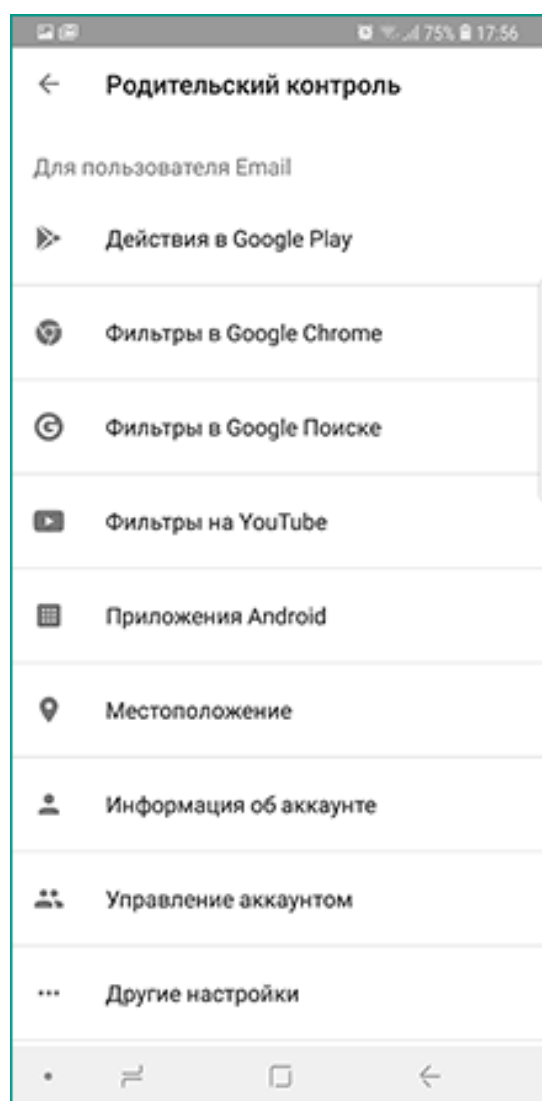 75% 17:56
Родительский контроль
Для пользователя Email
Действия в Google Play
Фильтры в Google Chrome
Фильтры в Google Поиске
Фильтры на YouTube
Приложения Android
Местоположение
Информация об аккаунте
Управление аккаунтом
Другие настройки